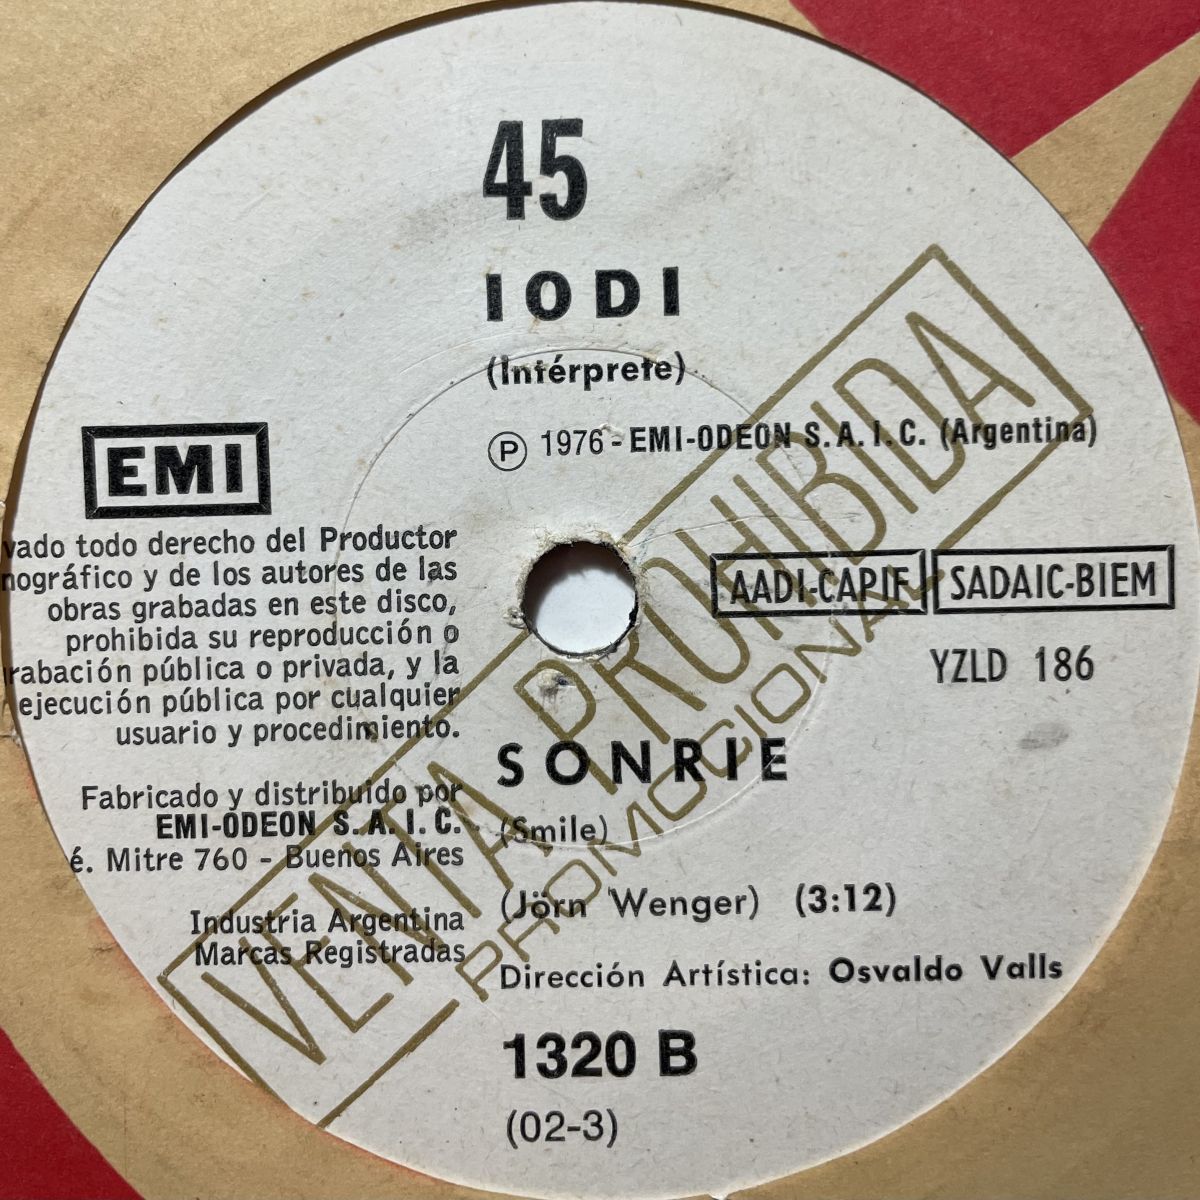 45
IODI
(Intérprete)
Ⓟ 1976 - EMI-ODEON S.A.I.C. (Argentina)
EMI
vado todo derecho del Productor
nográfico y de los autores de las
obras grabadas en este disco,
prohibida su reproducción o
rabación pública o privada, y la
ejecución pública por cualquier
usuario y procedimiento.
AADI-CAPIF SADAIC-BIEM
YZLD 186
VENTA PROHIBIDA
PROMOCIONAL
SONRIE
(Smile)
(Jörn Wenger) (3:12)
Dirección Artística: Osvaldo Valls
Fabricado y distribuido por
EMI-ODEON S.A.I.C.
é. Mitre 760 - Buenos Aires
Industria Argentina
Marcas Registradas
1320 B
(02-3)